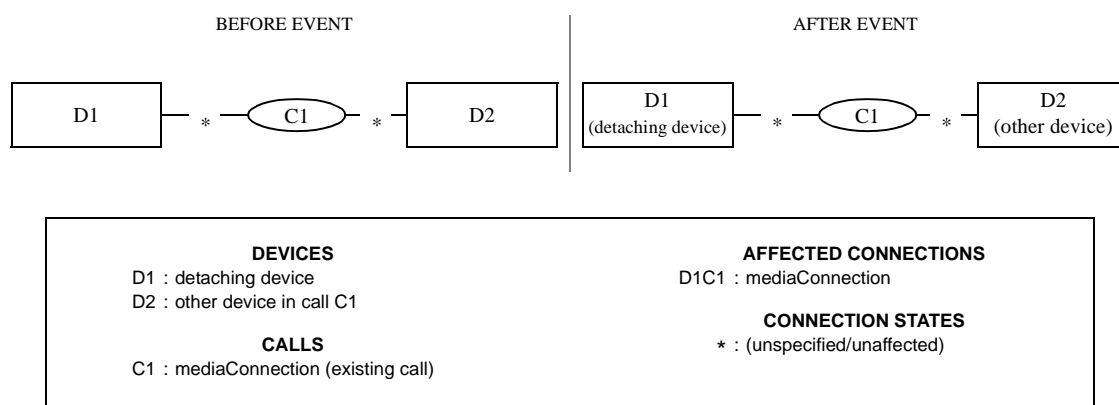 BEFORE EVENT
AFTER EVENT
D1 * C1 * D2
D1
(detaching device)
* C1 *
D2
(other device)
DEVICES
D1 : detaching device
D2 : other device in call C1
CALLS
C1 : mediaConnection (existing call)
AFFECTED CONNECTIONS
D1C1 : mediaConnection
CONNECTION STATES
* : (unspecified/unaffected)